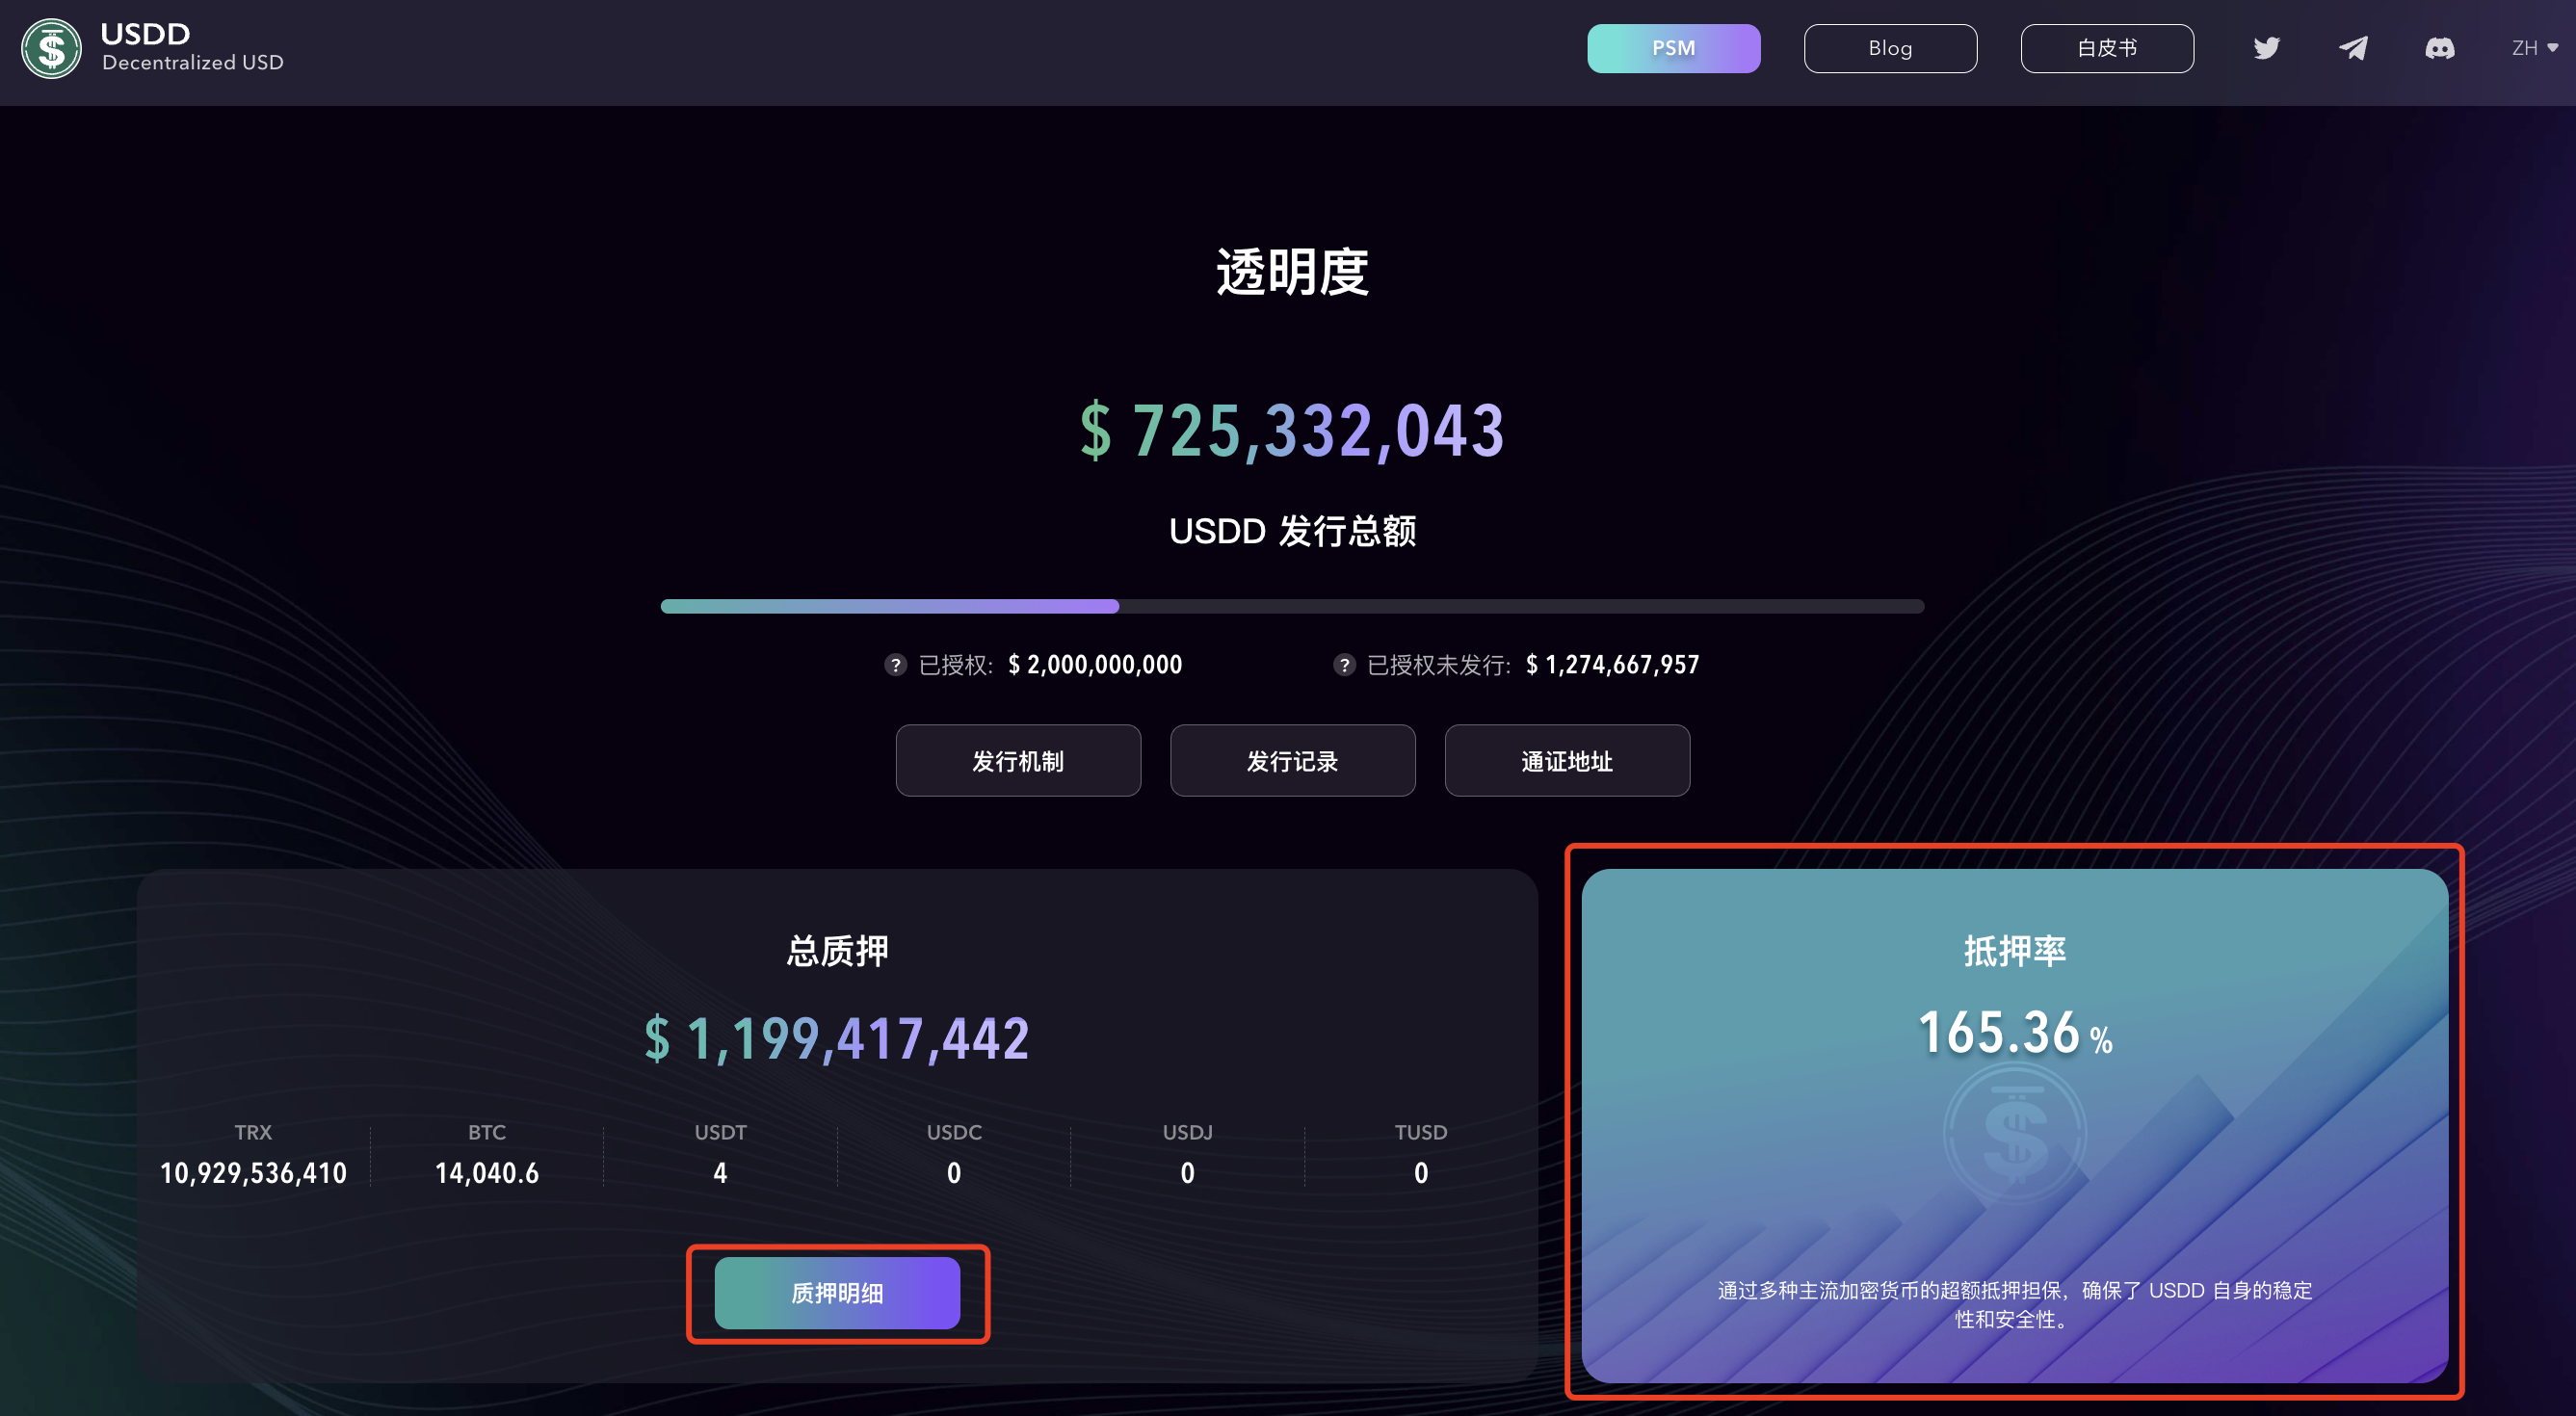 USDD
Decentralized USD
PSM
Blog
白皮书
ZH
透明度
$ 725,332,043
USDD 发行总额
? 已授权: $ 2,000,000,000
? 已授权未发行: $ 1,274,667,957
发行机制
发行记录
通证地址
总质押
$ 1,199,417,442
TRX
10,929,536,410
BTC
14,040.6
USDT
4
USDC
0
USDJ
0
TUSD
0
质押明细
抵押率
165.36 %
通过多种主流加密货币的超额抵押担保，确保了 USDD 自身的稳定
性和安全性。